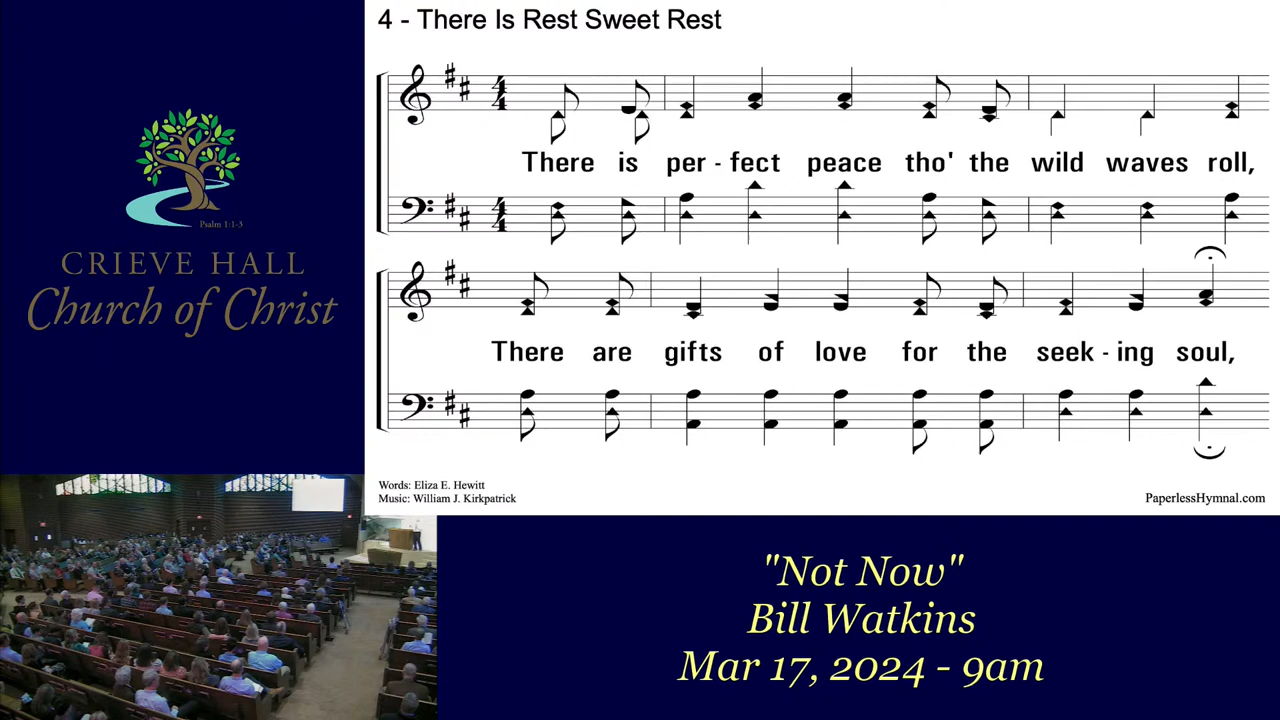 4 - There Is Rest Sweet Rest
There is per - fect peace tho' the wild waves roll,
There are gifts of love for the seek - ing soul,
Words: Eliza E. Hewitt
Music: William J. Kirkpatrick
PaperlessHymnal.com
Psalm 1:1-3
CRIEVE HALL
Church of Christ
"Not Now"
Bill Watkins
Mar 17, 2024 - 9am